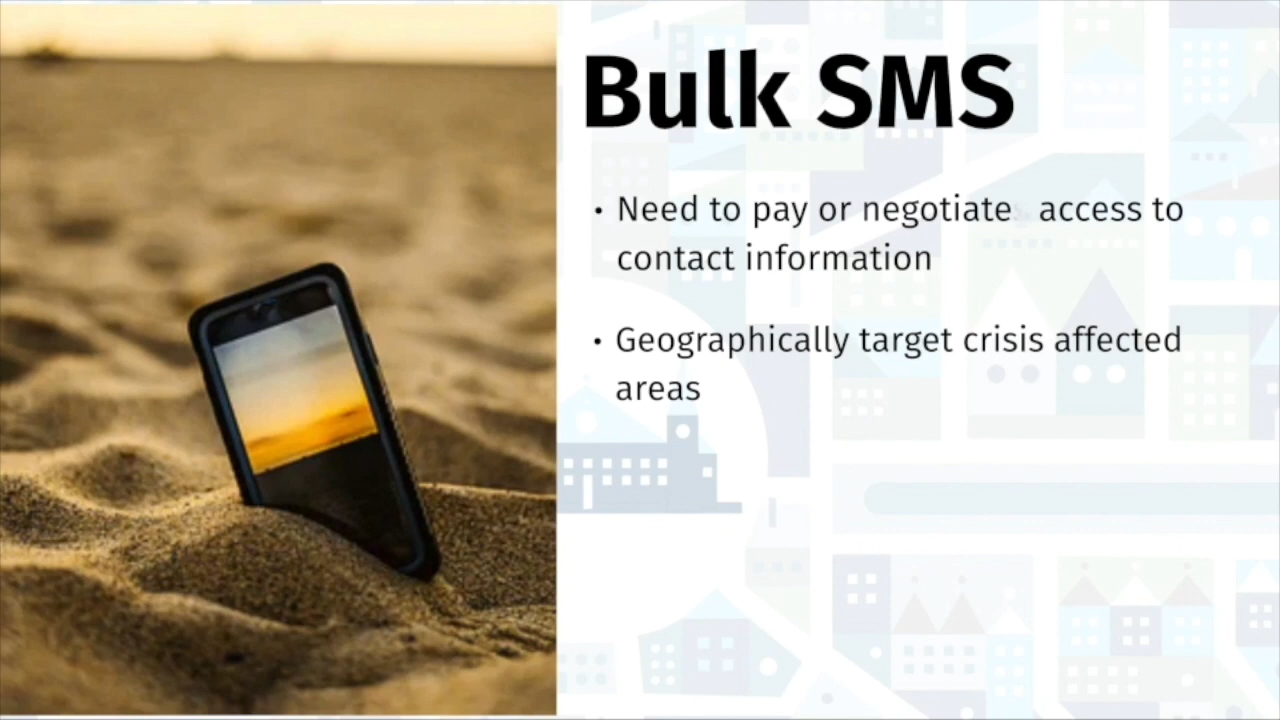 Bulk SMS
• Need to pay or negotiate access to
contact information
• Geographically target crisis affected
areas